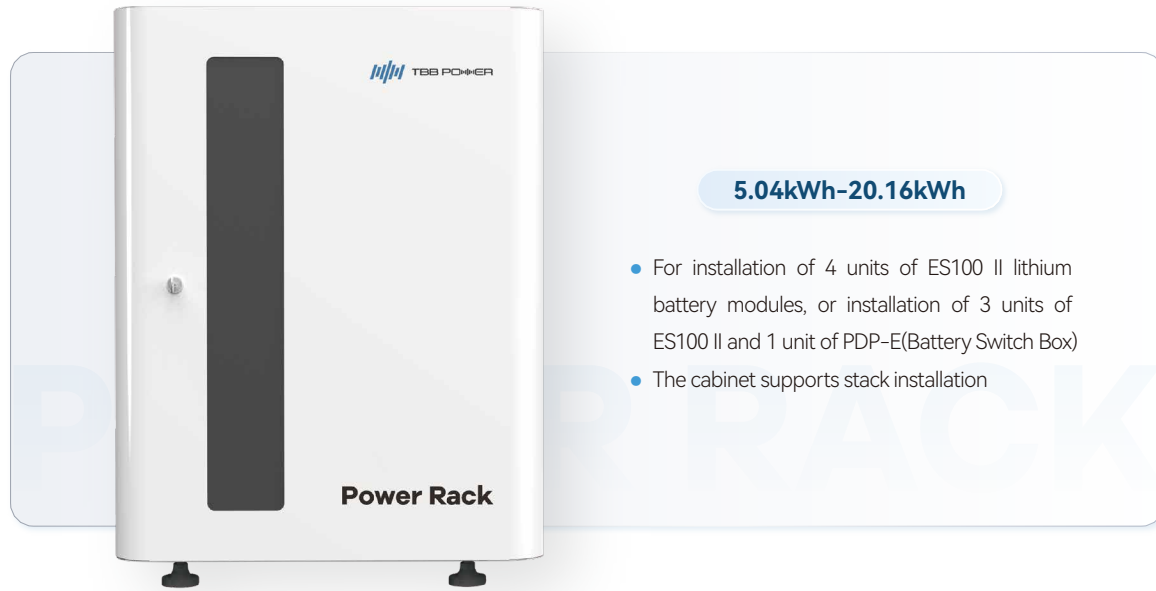 TBB POWER
5.04kWh-20.16kWh
For installation of 4 units of ES100 II lithium
battery modules, or installation of 3 units of
ES100 II and 1 unit of PDP-E(Battery Switch Box)
The cabinet supports stack installation
POWER RACK
Power Rack